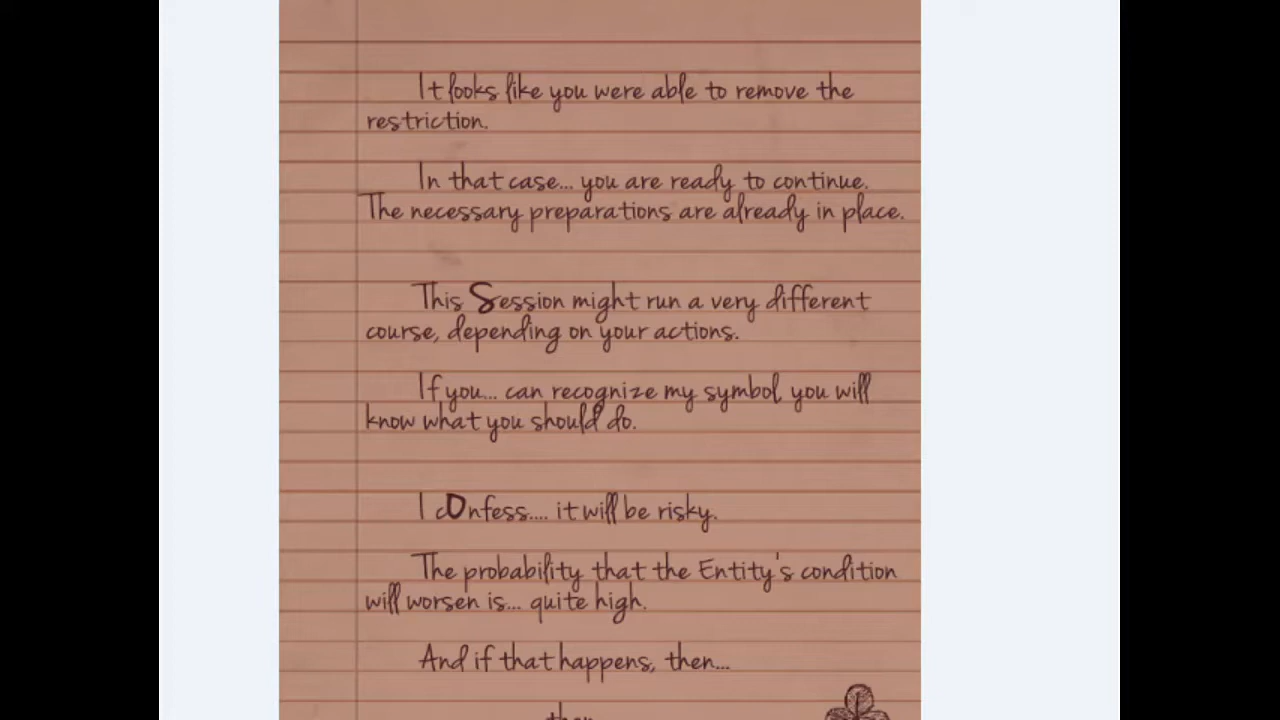 It looks like you were able to remove the
restriction.
In that case... you are ready to continue.
The necessary preparations are already in place.
This Session might run a very different
course, depending on your actions.
If you... can recognize my symbol, you will
know what you should do.
I cOnfess.... it will be risky.
The probability that the Entity's condition
will worsen is... quite high.
And if that happens, then...